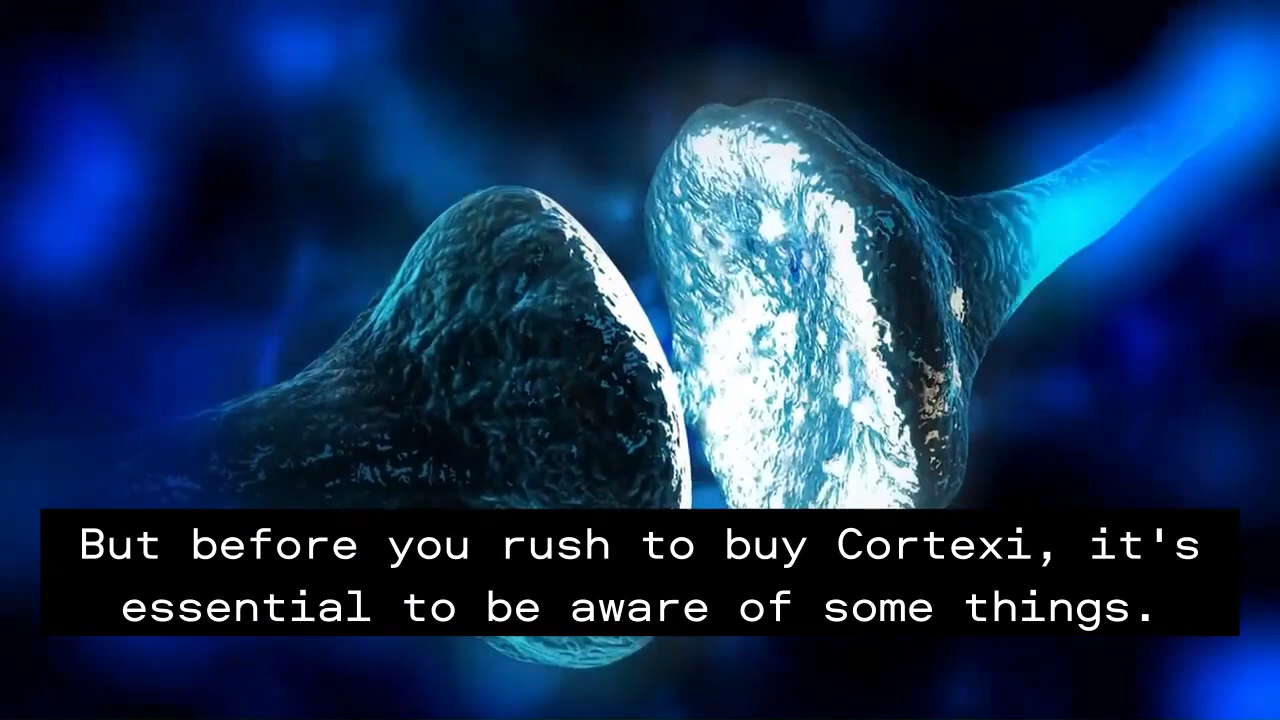 But before you rush to buy Cortexi, it's
essential to be aware of some things.